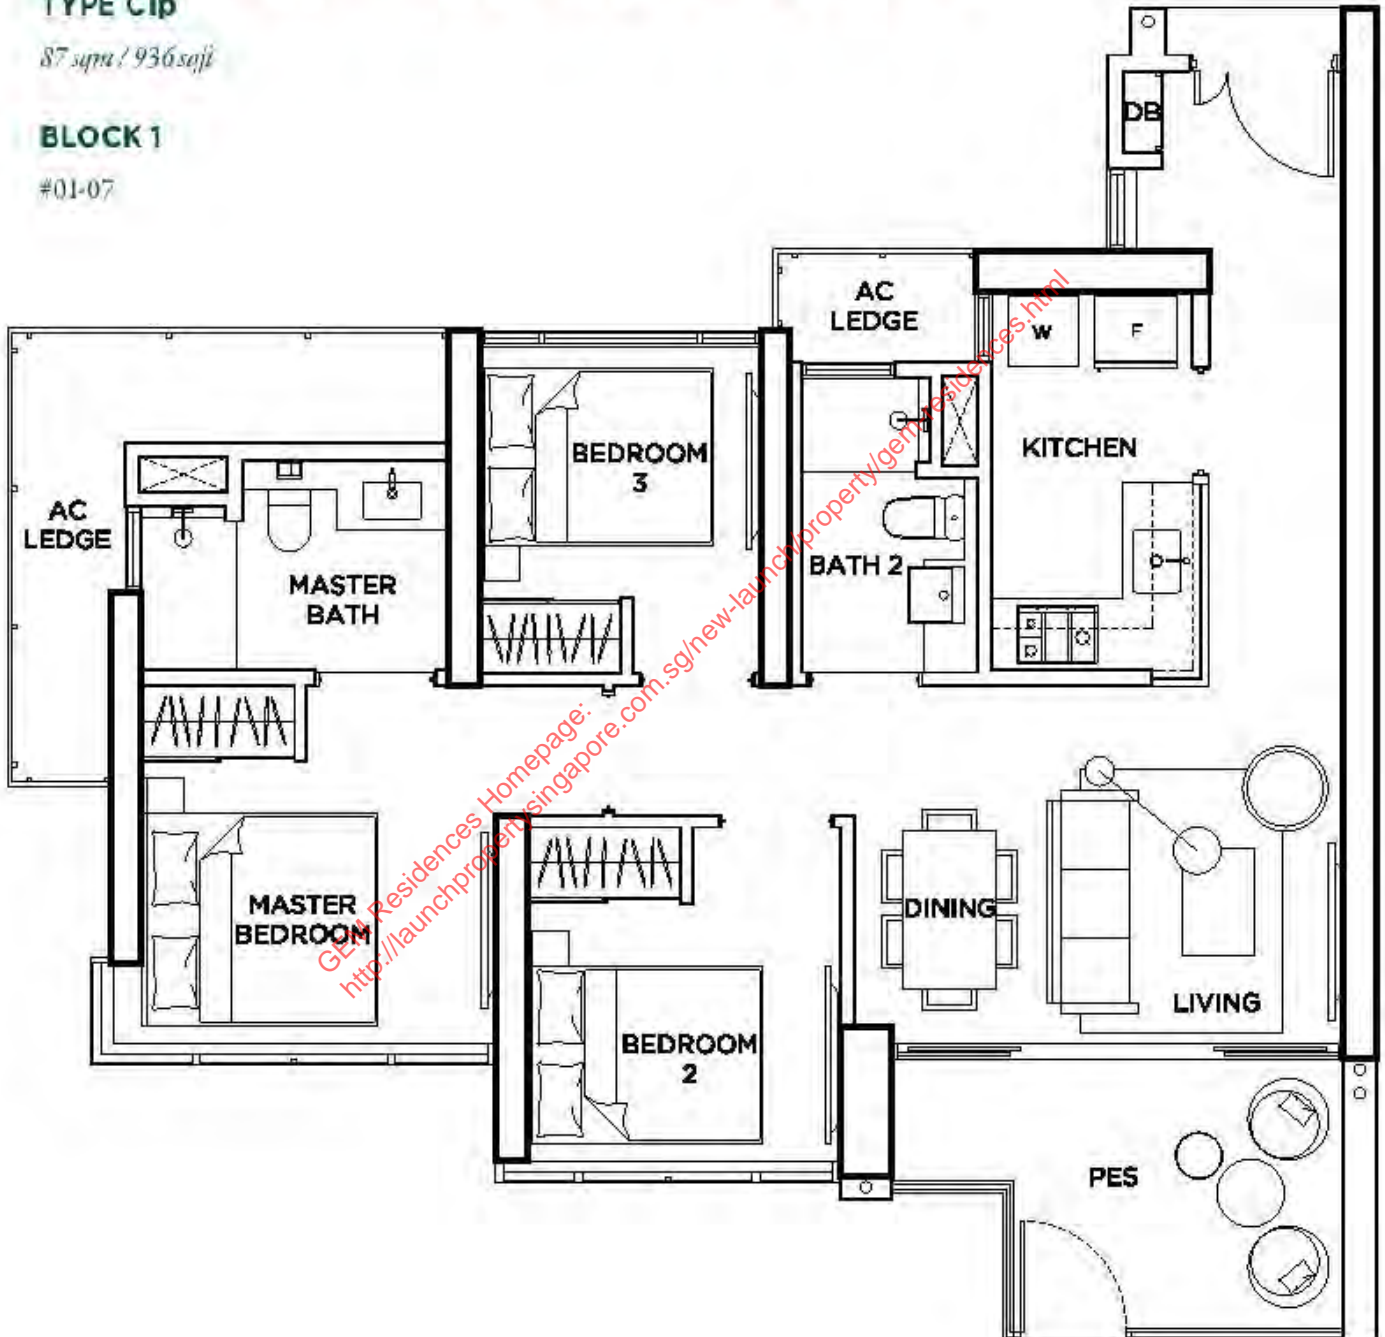 TYPE C1p
87 sqm / 936 sqft
BLOCK 1
#01-07
DB
AC
LEDGE
W
F
KITCHEN
BEDROOM
3
AC
LEDGE
MASTER
BATH
BATH 2
MASTER
BEDROOM
DINING
LIVING
BEDROOM
2
PES
GEM Residences Homepage:
http://launchpropertysingapore.com.sg/new-launch/property/gem-residences.html